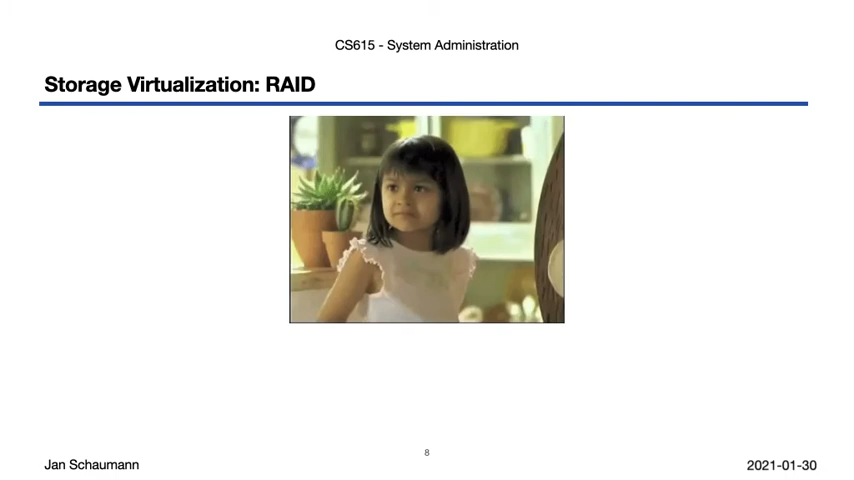 CS615 - System Administration
Storage Virtualization: RAID
8
Jan Schaumann
2021-01-30